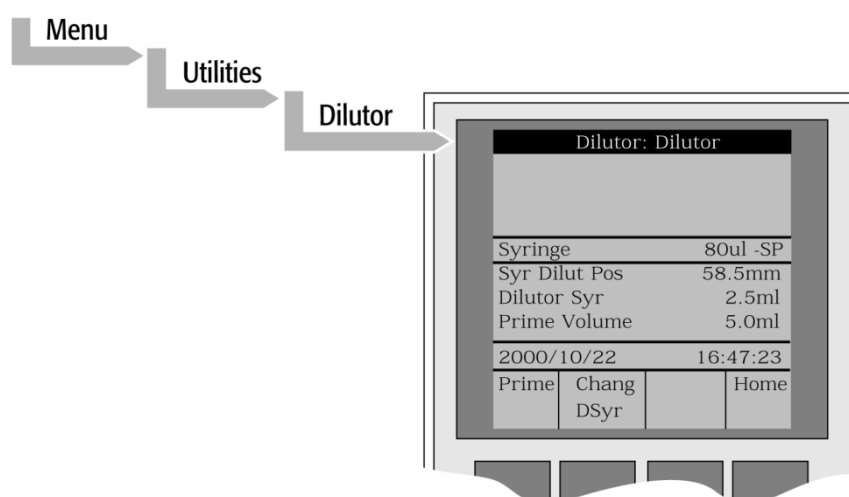 Menu
Utilities
Dilutor
Dilutor: Dilutor
Syringe 80ul -SP
Syr Dilut Pos 58.5mm
Dilutor Syr 2.5ml
Prime Volume 5.0ml
2000/10/22 16:47:23
Prime Chang Home
DSyr